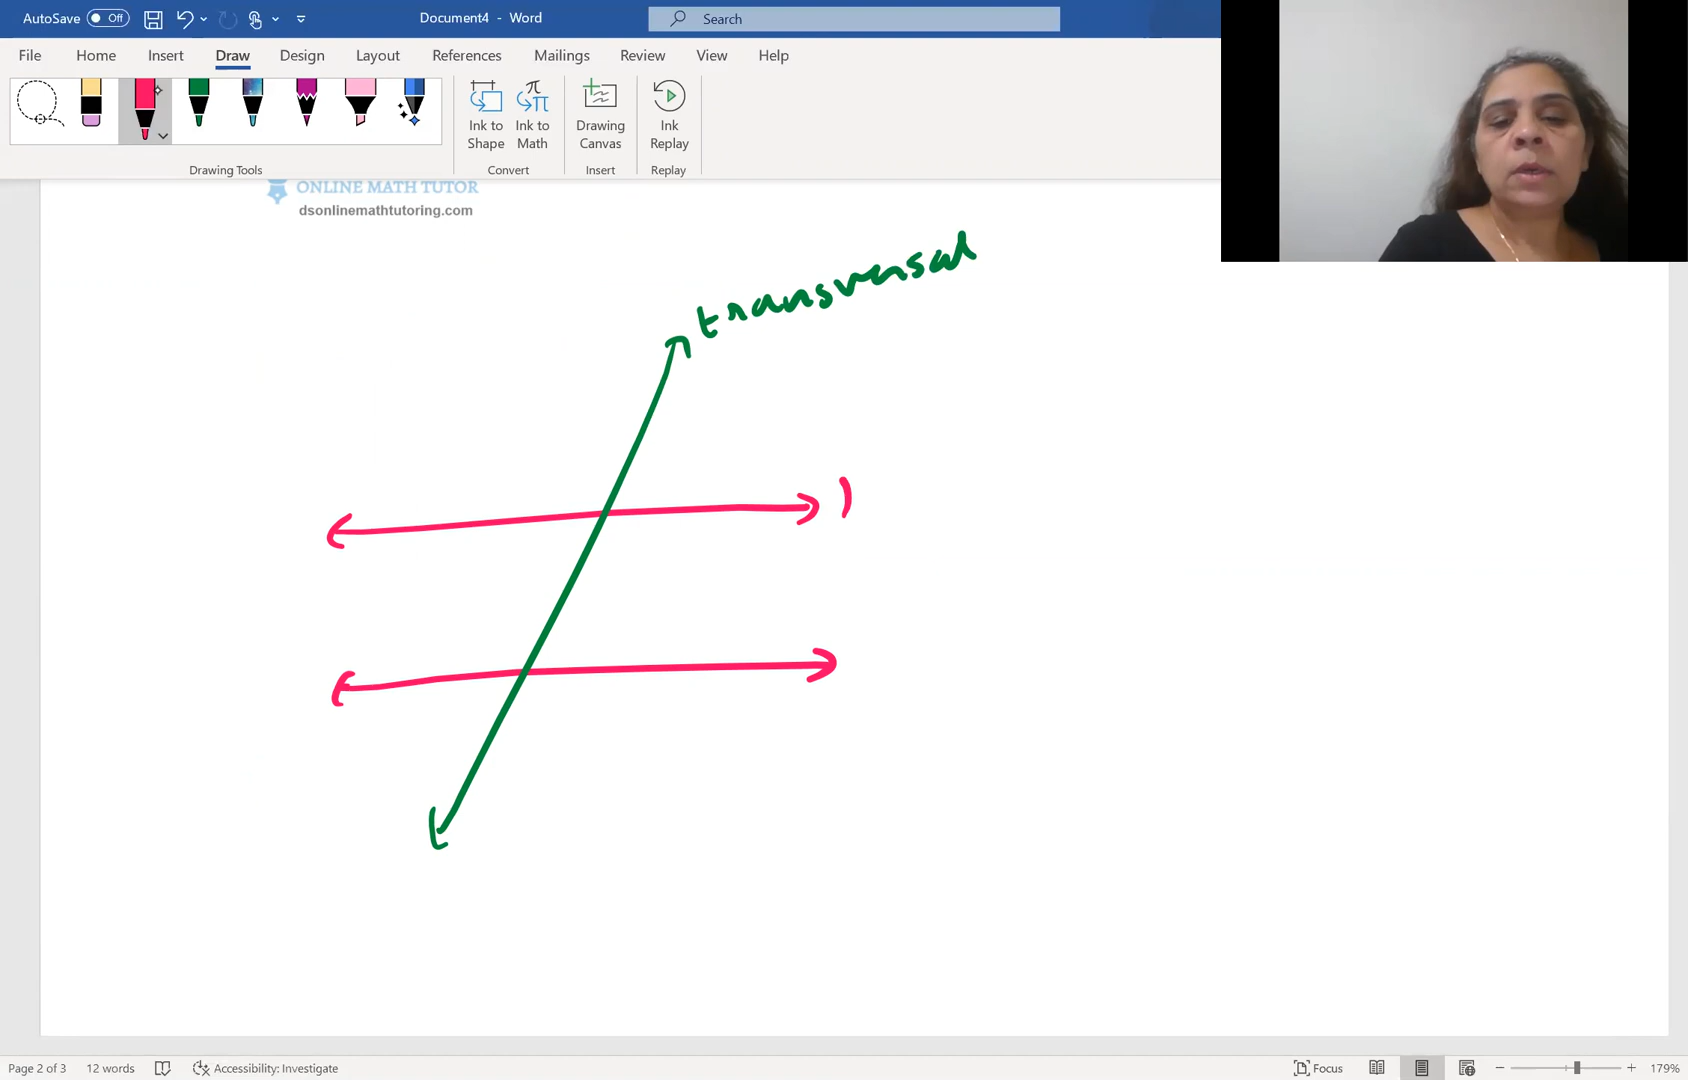 AutoSave Off Document4 - Word Search
File Home Insert Draw Design Layout References Mailings Review View Help
Ink to Shape
Ink to Math
Drawing Canvas
Ink Replay
Drawing Tools Convert Insert Replay
ONLINE MATH TUTOR
dsonlinemathtutoring.com
transversal
Page 2 of 3 12 words Accessibility: Investigate Focus 179%